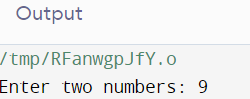 Output
/tmp/RFanwgpJfY.o
Enter two numbers: 9